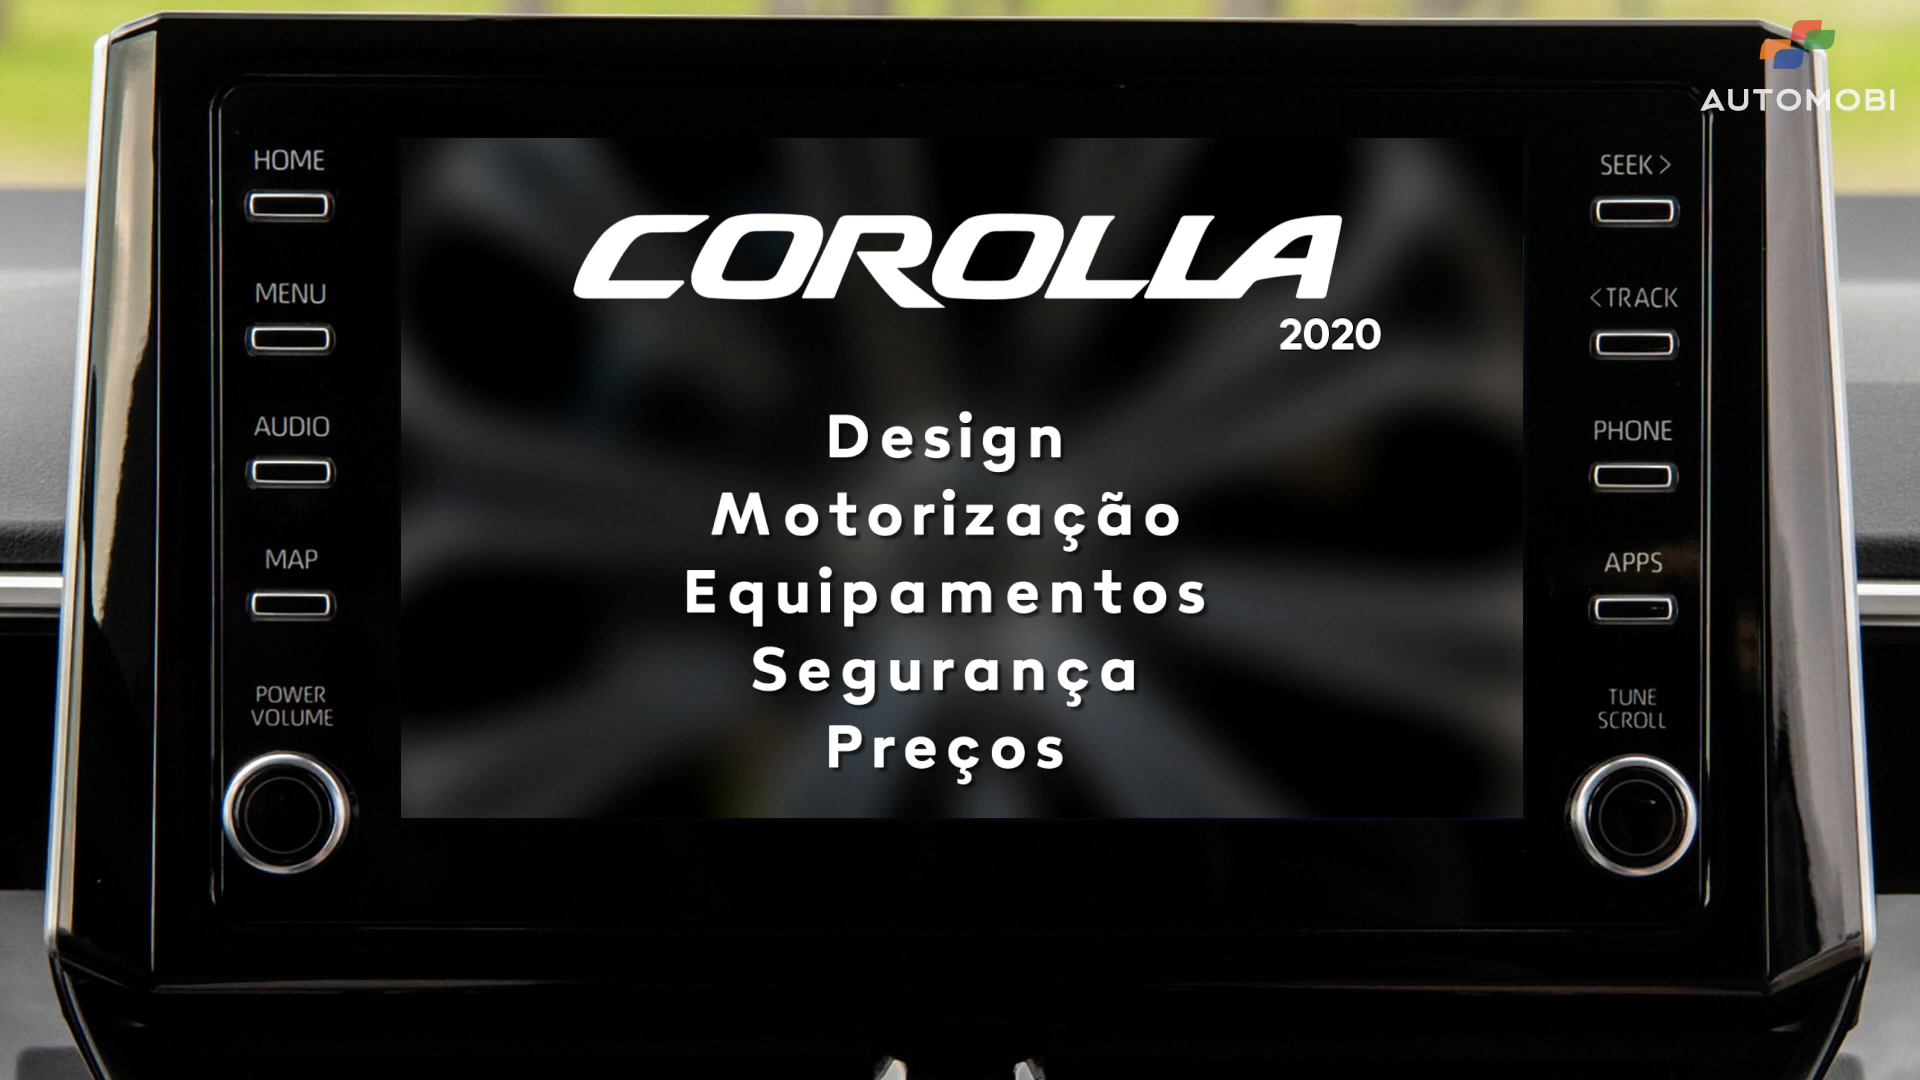 AUTOMOBI
HOME
MENU
AUDIO
MAP
POWER
VOLUME
COROLLA
2020
Design
Motorização
Equipamentos
Segurança
Preços
SEEK >
< TRACK
PHONE
APPS
TUNE
SCROLL